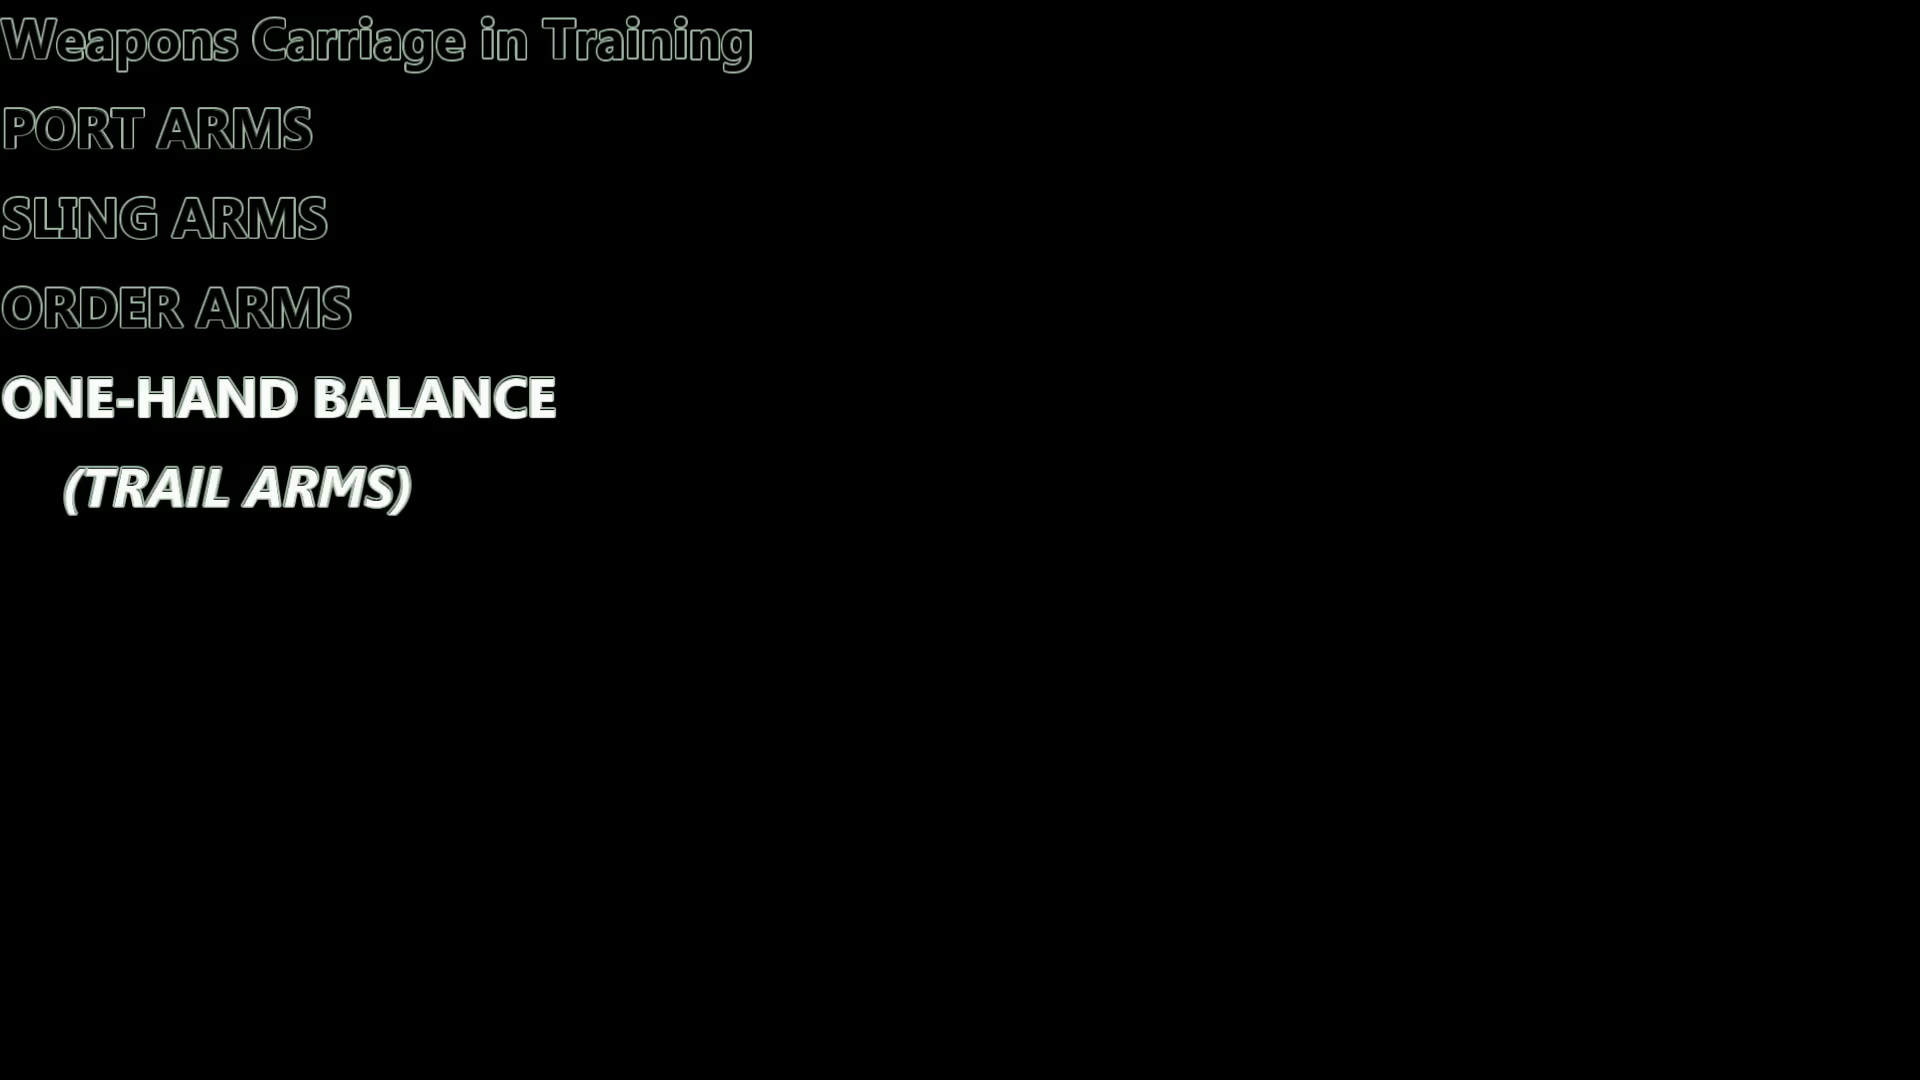 Weapons Carriage in Training
PORT ARMS
SLING ARMS
ORDER ARMS
ONE-HAND BALANCE
(TRAIL ARMS)